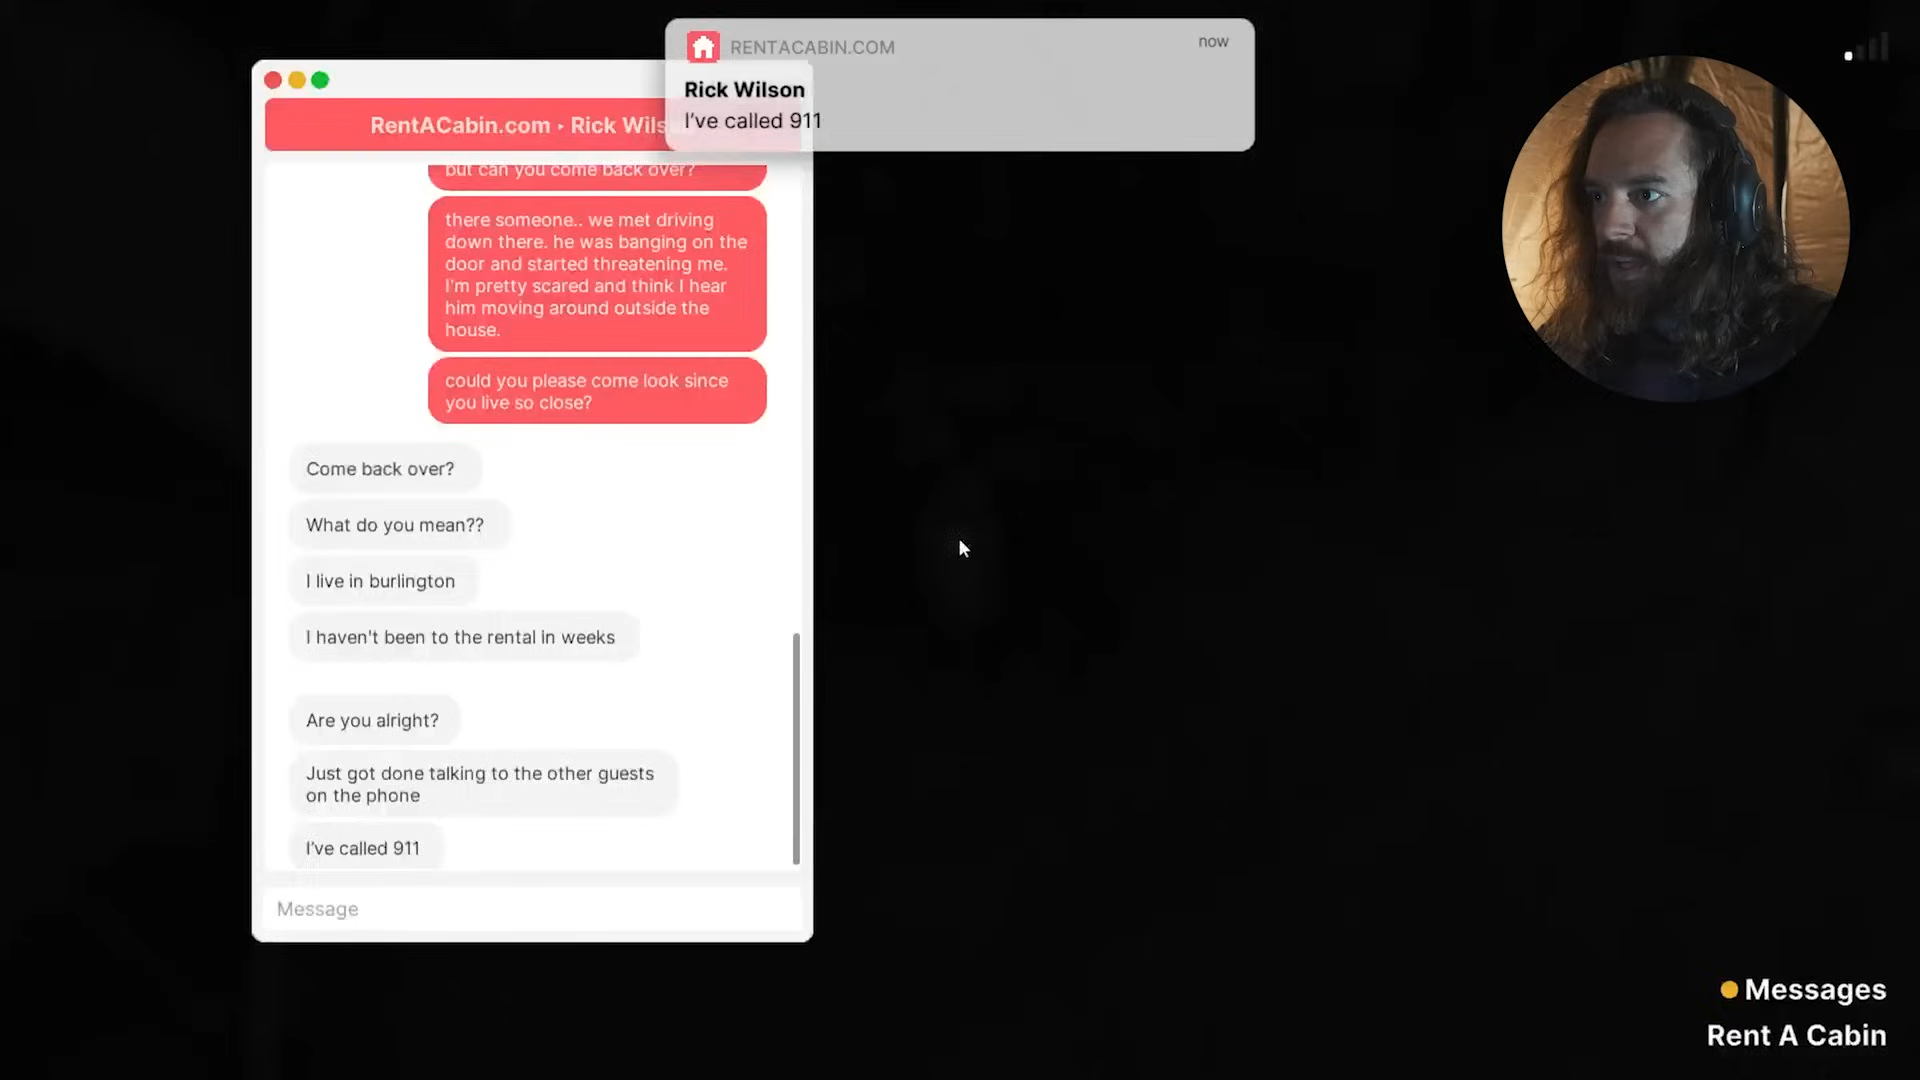 RENTACABIN.COM
now
Rick Wilson
I've called 911
RentACabin.com • Rick Wils
but can you come back over?
there someone.. we met driving
down there. he was banging on the
door and started threatening me.
I'm pretty scared and think I hear
him moving around outside the
house.
could you please come look since
you live so close?
Come back over?
What do you mean??
I live in burlington
I haven't been to the rental in weeks
Are you alright?
Just got done talking to the other guests
on the phone
I've called 911
Message
Messages
Rent A Cabin